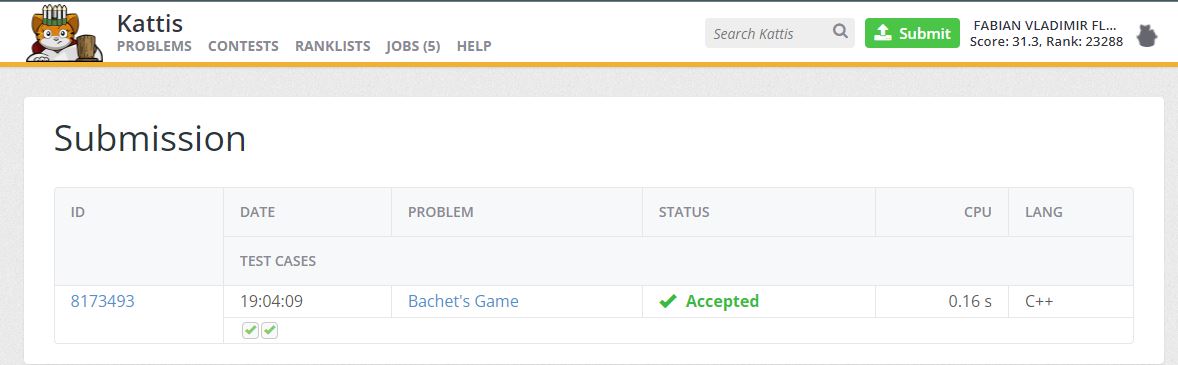 Kattis
PROBLEMS CONTESTS RANKLISTS JOBS (5) HELP
Search Kattis
Submit
FABIAN VLADIMIR FL...
Score: 31.3, Rank: 23288
Submission
ID DATE PROBLEM STATUS CPU LANG
TEST CASES
8173493 19:04:09 Bachet's Game Accepted 0.16 s C++